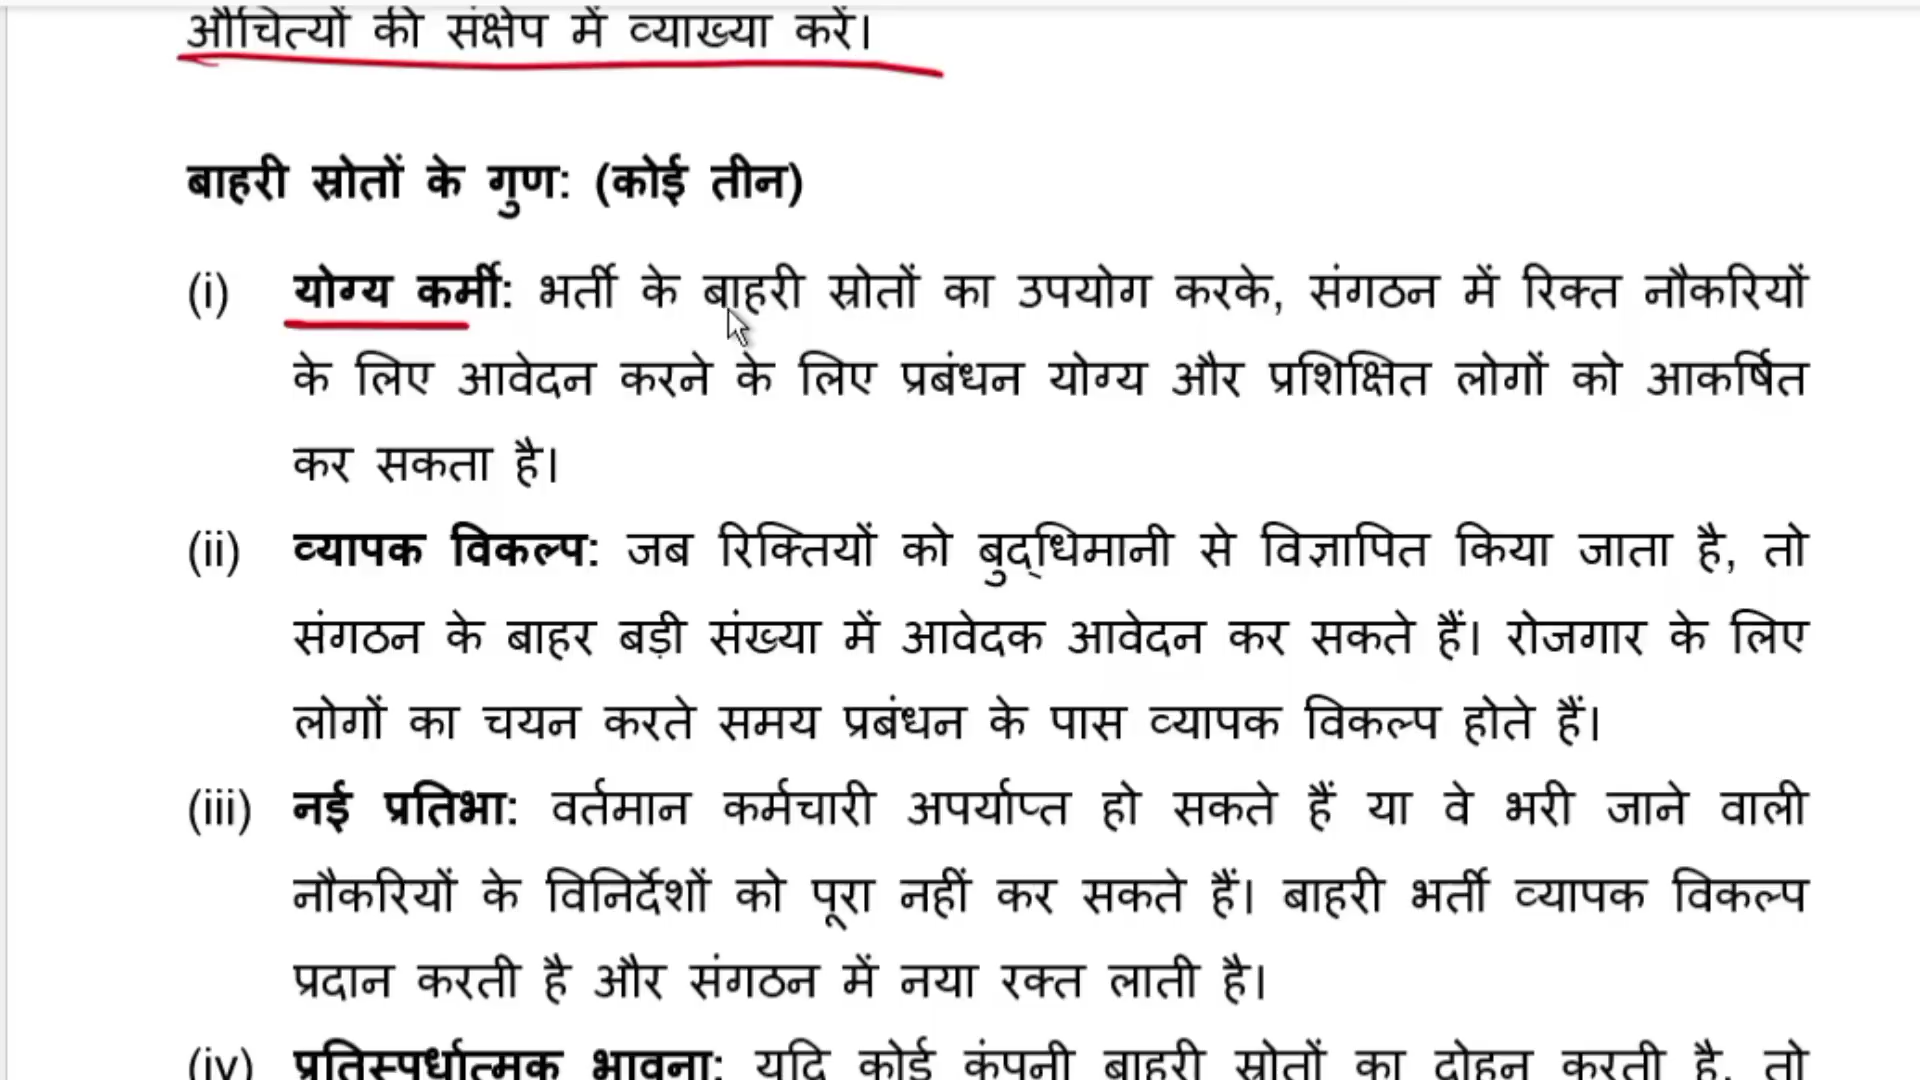 औचित्यों की संक्षेप में व्याख्या करें।
बाहरी स्रोतों के गुण: (कोई तीन)
(i) योग्य कर्मी: भर्ती के बाहरी स्रोतों का उपयोग करके, संगठन में रिक्त नौकरियों
के लिए आवेदन करने के लिए प्रबंधन योग्य और प्रशिक्षित लोगों को आकर्षित
कर सकता है।
(ii) व्यापक विकल्प: जब रिक्तियों को बुद्धिमानी से विज्ञापित किया जाता है, तो
संगठन के बाहर बड़ी संख्या में आवेदक आवेदन कर सकते हैं। रोजगार के लिए
लोगों का चयन करते समय प्रबंधन के पास व्यापक विकल्प होते हैं।
(iii) नई प्रतिभा: वर्तमान कर्मचारी अपर्याप्त हो सकते हैं या वे भरी जाने वाली
नौकरियों के विनिर्देशों को पूरा नहीं कर सकते हैं। बाहरी भर्ती व्यापक विकल्प
प्रदान करती है और संगठन में नया रक्त लाती है।
(iv) प्रतिस्पर्धात्मक भावना: यदि कोई कंपनी बाहरी स्रोतों का दोहन करती है, तो